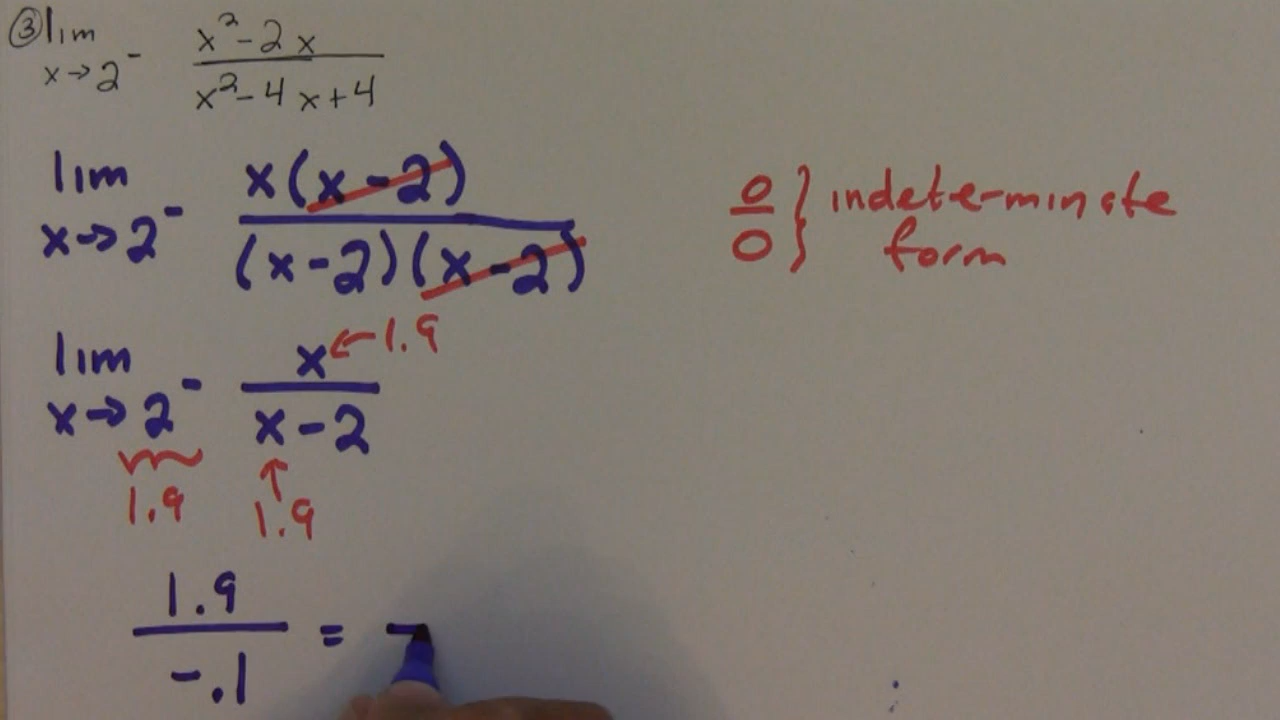 ③ lim x→2⁻ x²-2x / x²-4x+4
lim x→2⁻ x(x-2) / (x-2)(x-2)
0/0 } indeterminate
form
lim x→2⁻ x / x-2
←1.9
1.9 ↑ 1.9
1.9 / -.1 = -